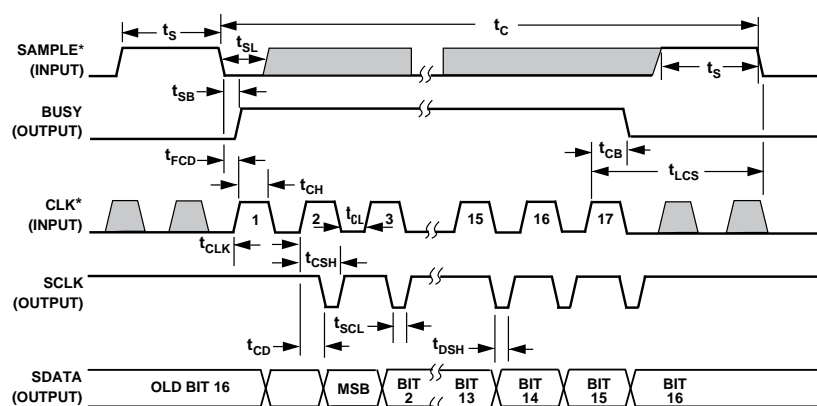 tS
tC
SAMPLE*
(INPUT)
tSL
tS
tSB
BUSY
(OUTPUT)
tCB
tFCD
tLCS
tCH
CLK*
(INPUT)
1
2
tCL
3
15
16
17
tCLK
tCSH
SCLK
(OUTPUT)
tSCL
tDSH
tCD
SDATA
(OUTPUT)
OLD BIT 16
MSB
BIT
2
BIT
13
BIT
14
BIT
15
BIT
16